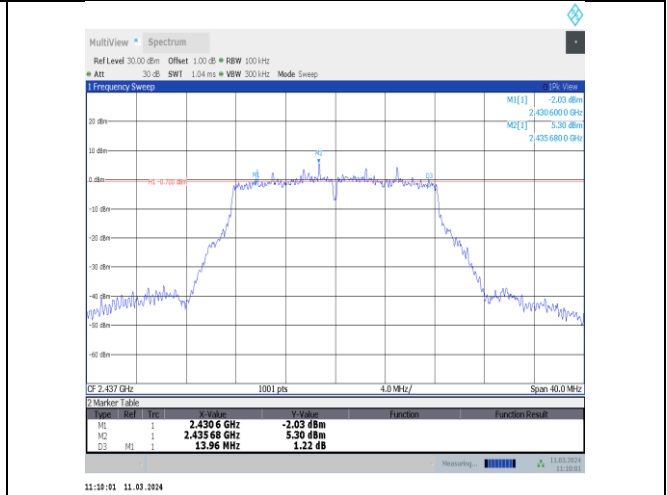 MultiView Spectrum
Ref Level 30.00 dBm Offset 1.00 dB RBW 100 kHz
Att 30 dB SWT 1.04 ms VBW 300 kHz Mode Sweep
1 Frequency Sweep 1Pk View
M1[1] -2.03 dBm
2.430 600 0 GHz
M2[1] 5.30 dBm
2.435 680 0 GHz
20 dBm
10 dBm
M2
M1
D3
0 dBm
H1 -0.700 dBm
-10 dBm
-20 dBm
-30 dBm
-40 dBm
-50 dBm
-60 dBm
CF 2.437 GHz 1001 pts 4.0 MHz/ Span 40.0 MHz
2 Marker Table
Type Ref Trc X-Value Y-Value Function Function Result
M1 1 2.430 6 GHz -2.03 dBm
M2 1 2.435 68 GHz 5.30 dBm
D3 M1 1 13.96 MHz 1.22 dB
Measuring... 11.03.2024
11:10:01
11:10:01 11.03.2024